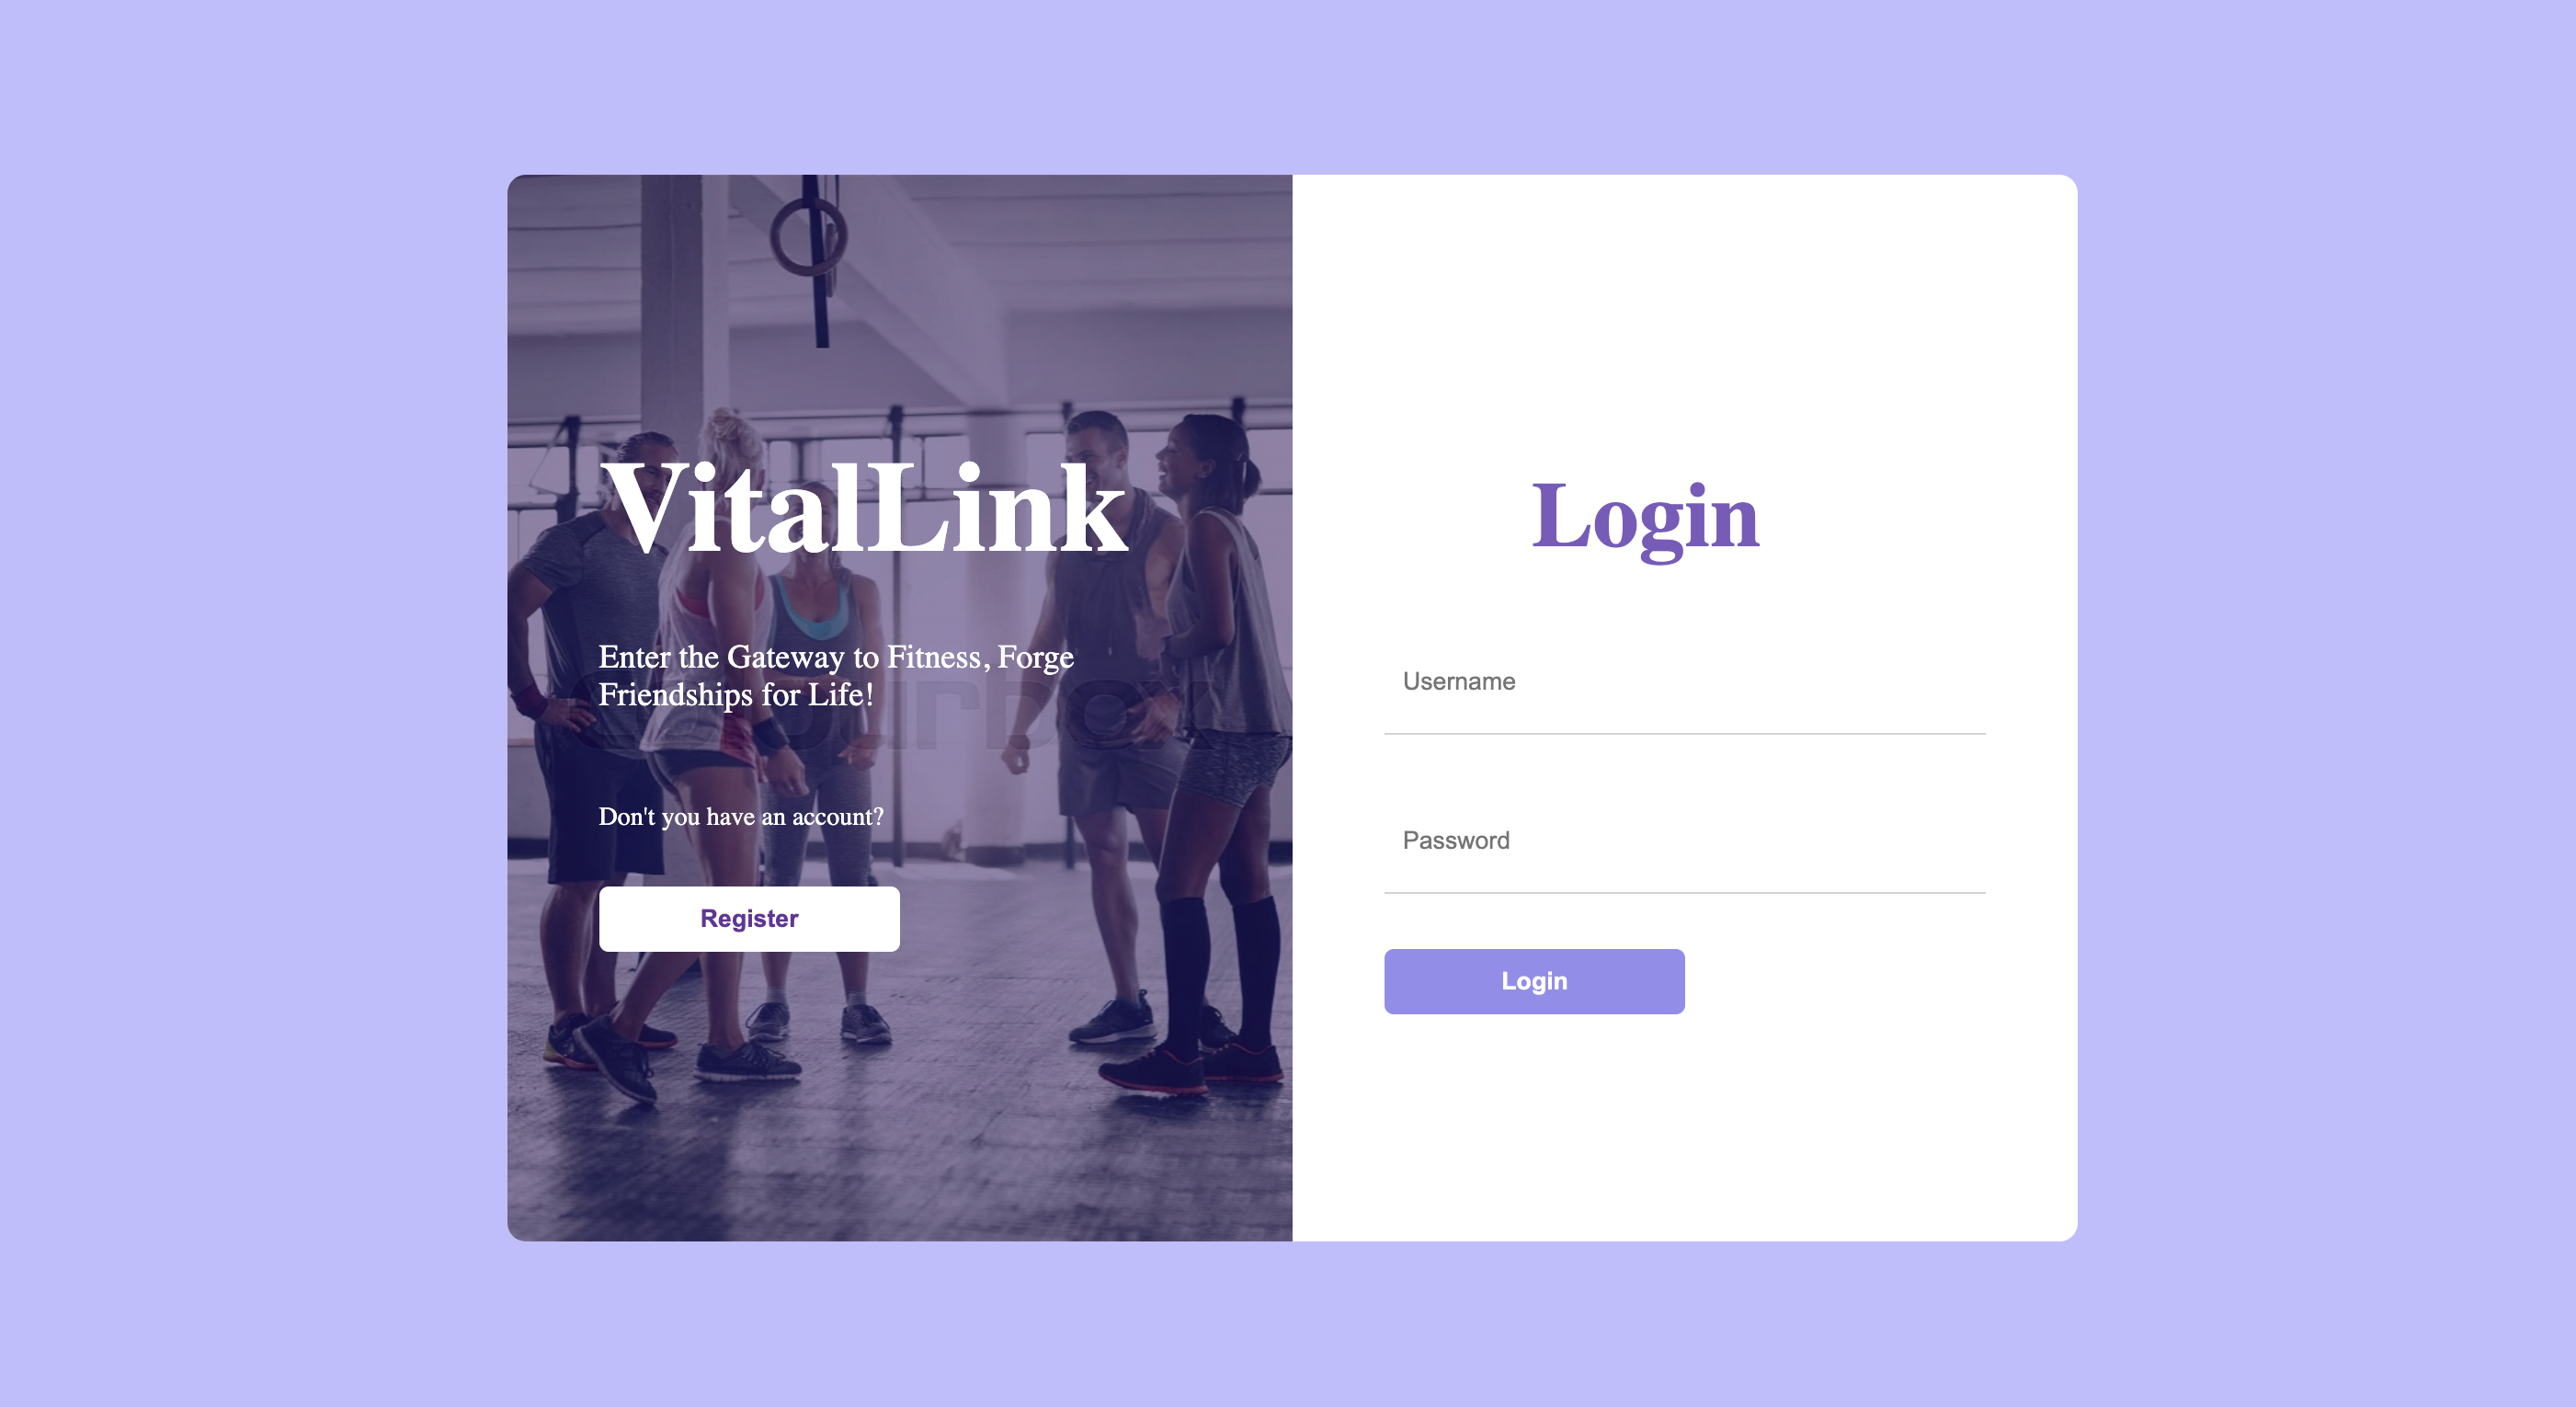 VitalLink
Enter the Gateway to Fitness, Forge
Friendships for Life!
Don't you have an account?
Register
Login
Username
Password
Login